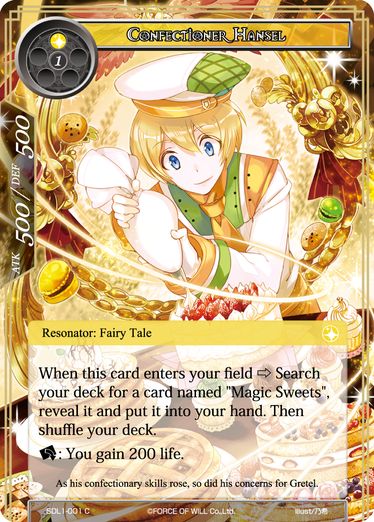 Confectioner Hansel
1
ATK 500 / DEF 500
Resonator: Fairy Tale
When this card enters your field ⇨ Search
your deck for a card named "Magic Sweets",
reveal it and put it into your hand. Then
shuffle your deck.
: You gain 200 life.
As his confectionary skills rose, so did his concerns for Gretel.
SDL1-001 C
©FORCE OF WILL Co.,Ltd.
Illust/乃希